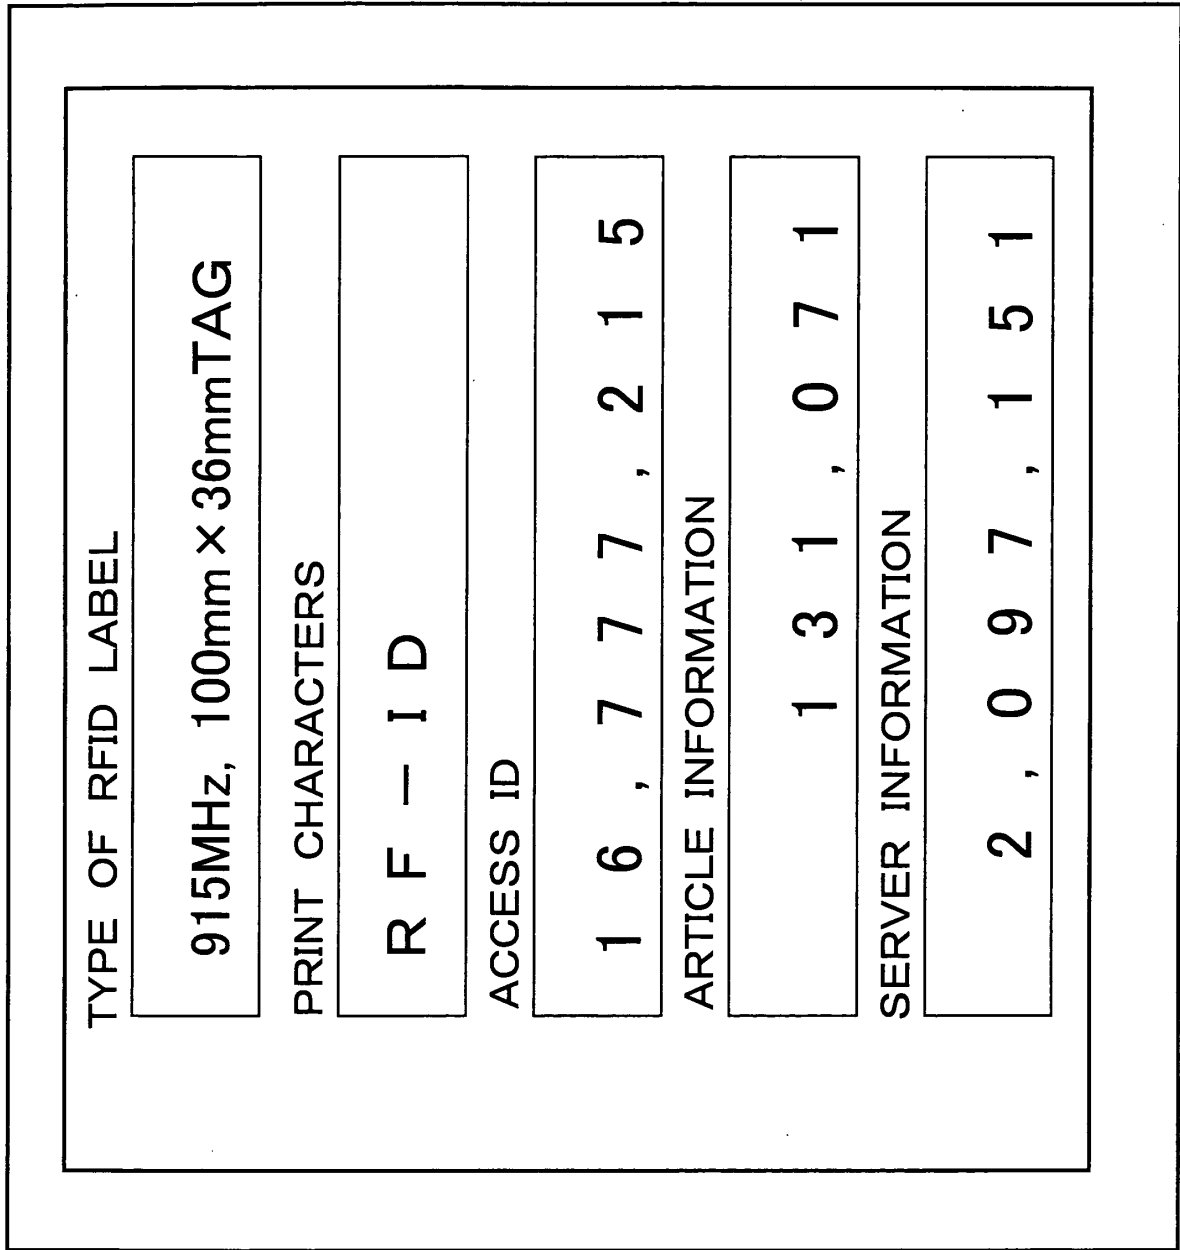 TYPE OF RFID LABEL
915MHz, 100mm × 36mmTAG
PRINT CHARACTERS
RF－ID
ACCESS ID
16,777,215
ARTICLE INFORMATION
131,071
SERVER INFORMATION
2,097,151